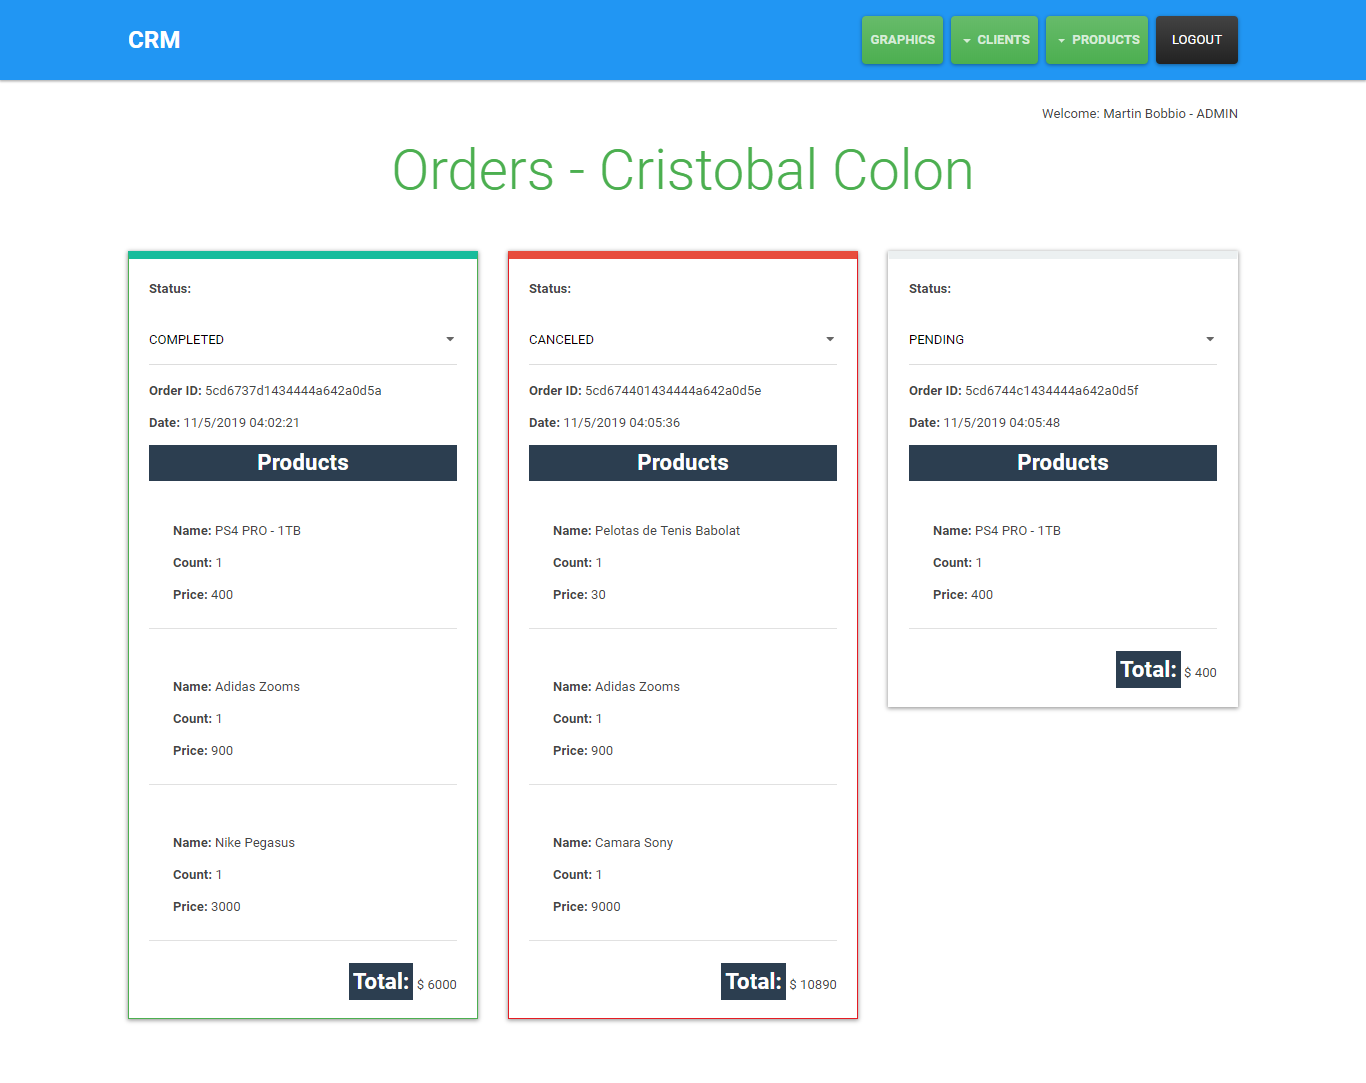 CRM
GRAPHICS
CLIENTS
PRODUCTS
LOGOUT
Welcome: Martin Bobbio - ADMIN
Orders - Cristobal Colon
Status:
COMPLETED
Order ID: 5cd6737d1434444a642a0d5a
Date: 11/5/2019 04:02:21
Products
Name: PS4 PRO - 1TB
Count: 1
Price: 400
Name: Adidas Zooms
Count: 1
Price: 900
Name: Nike Pegasus
Count: 1
Price: 3000
Total: $ 6000
Status:
CANCELED
Order ID: 5cd674401434444a642a0d5e
Date: 11/5/2019 04:05:36
Products
Name: Pelotas de Tenis Babolat
Count: 1
Price: 30
Name: Adidas Zooms
Count: 1
Price: 900
Name: Camara Sony
Count: 1
Price: 9000
Total: $ 10890
Status:
PENDING
Order ID: 5cd6744c1434444a642a0d5f
Date: 11/5/2019 04:05:48
Products
Name: PS4 PRO - 1TB
Count: 1
Price: 400
Total: $ 400